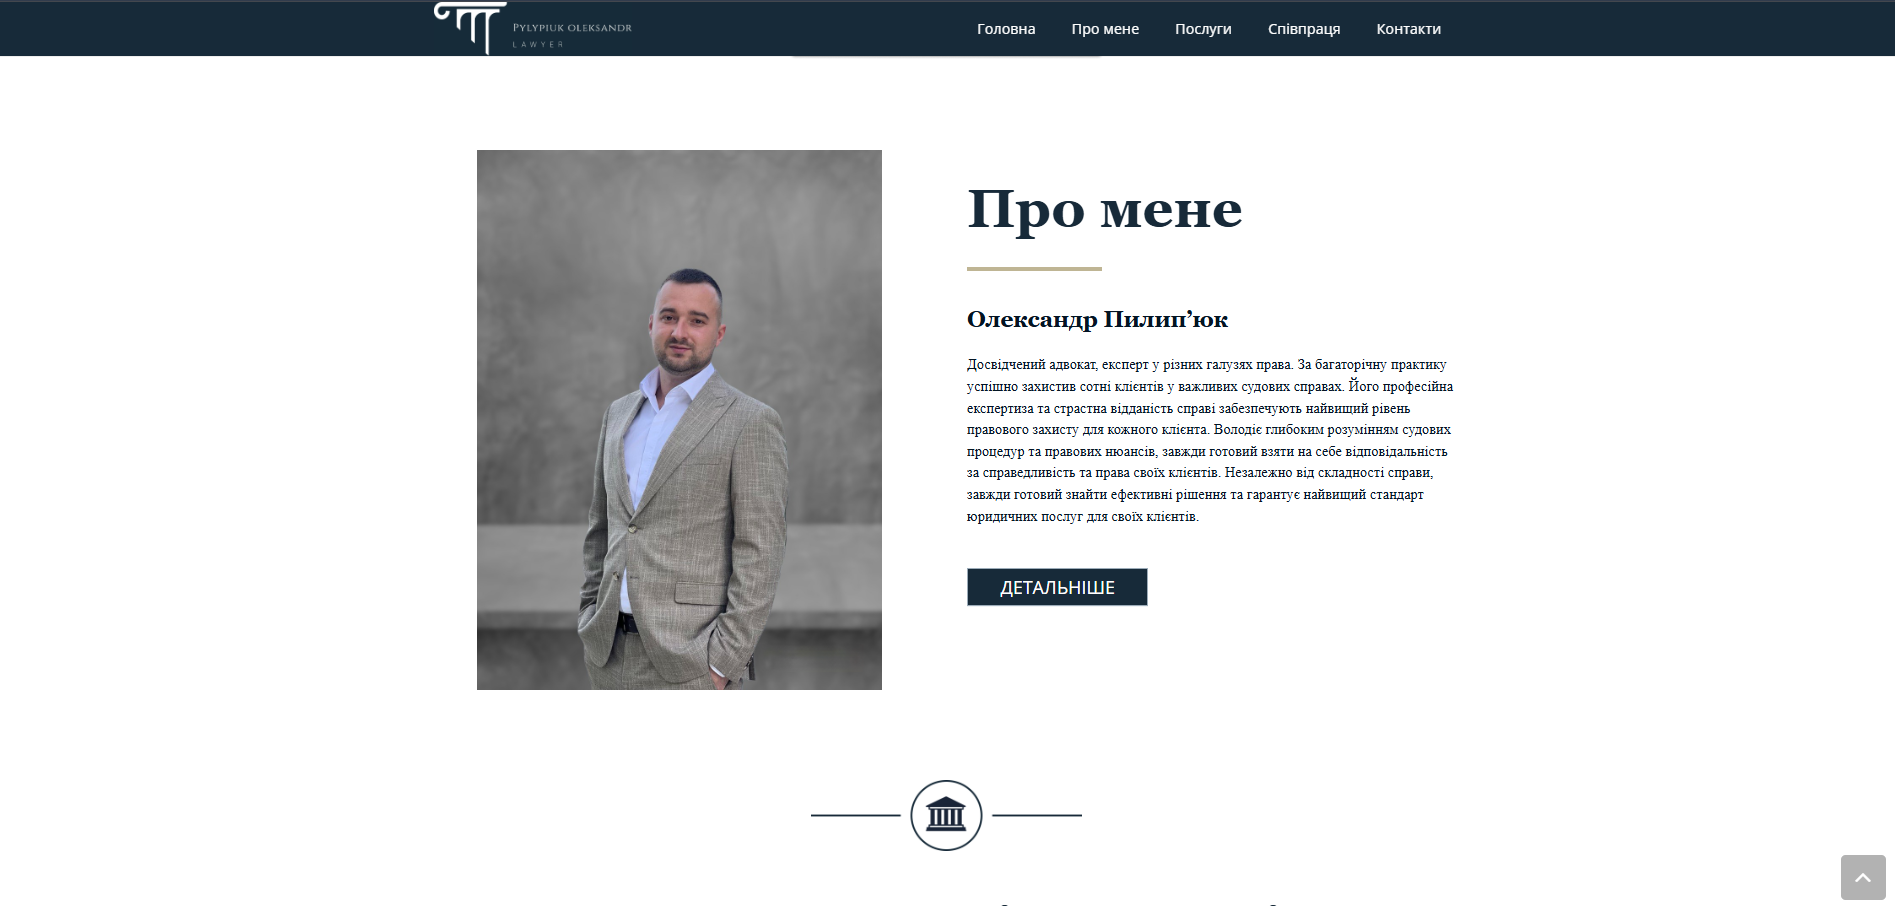 PYLYPIUK OLEKSANDR
LAWYER
Головна Про мене Послуги Співпраця Контакти
Про мене
Олександр Пилип’юк
Досвідчений адвокат, експерт у різних галузях права. За багаторічну практику
успішно захистив сотні клієнтів у важливих судових справах. Його професійна
експертиза та страстна відданість справі забезпечують найвищий рівень
правового захисту для кожного клієнта. Володіє глибоким розумінням судових
процедур та правових нюансів, завжди готовий взяти на себе відповідальність
за справедливість та права своїх клієнтів. Незалежно від складності справи,
завжди готовий знайти ефективні рішення та гарантує найвищий стандарт
юридичних послуг для своїх клієнтів.
ДЕТАЛЬНІШЕ